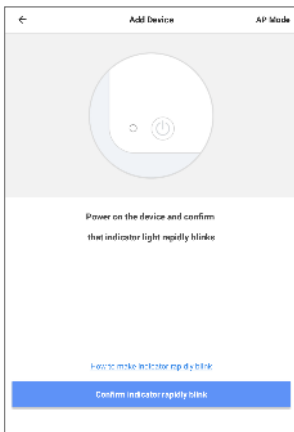 Add Device
AP Mode
Power on the device and confirm
that indicator light rapidly blinks
How to make indicator rapidly blink
Confirm indicator rapidly blink